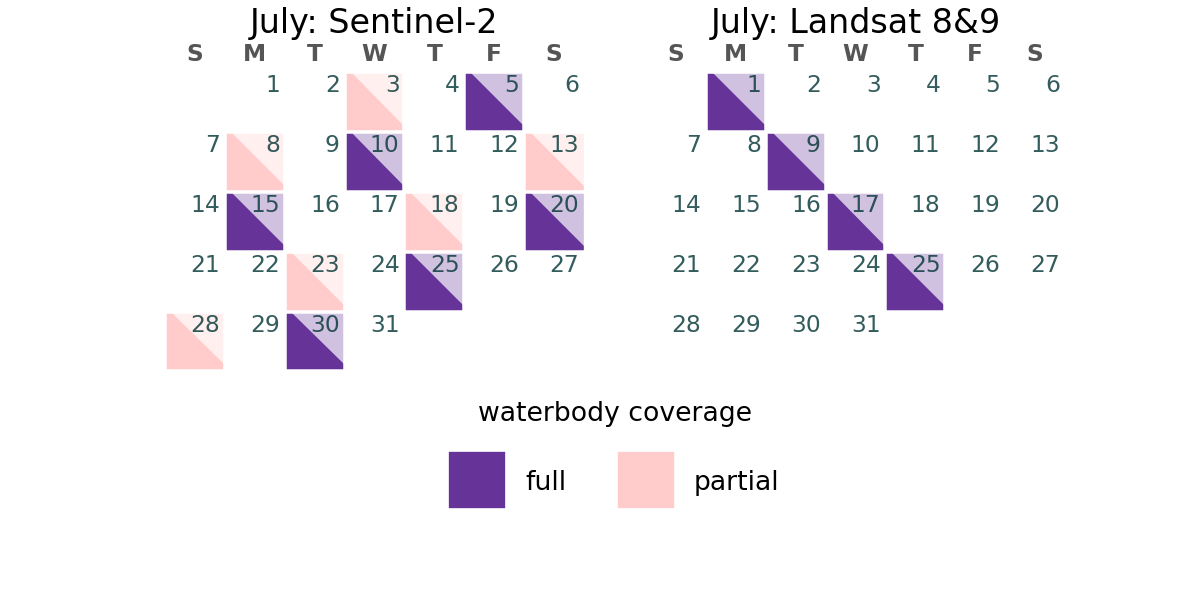 July: Sentinel-2
S M T W T F S
1 2 3 4 5 6
7 8 9 10 11 12 13
14 15 16 17 18 19 20
21 22 23 24 25 26 27
28 29 30 31
July: Landsat 8&9
S M T W T F S
1 2 3 4 5 6
7 8 9 10 11 12 13
14 15 16 17 18 19 20
21 22 23 24 25 26 27
28 29 30 31
waterbody coverage
full partial